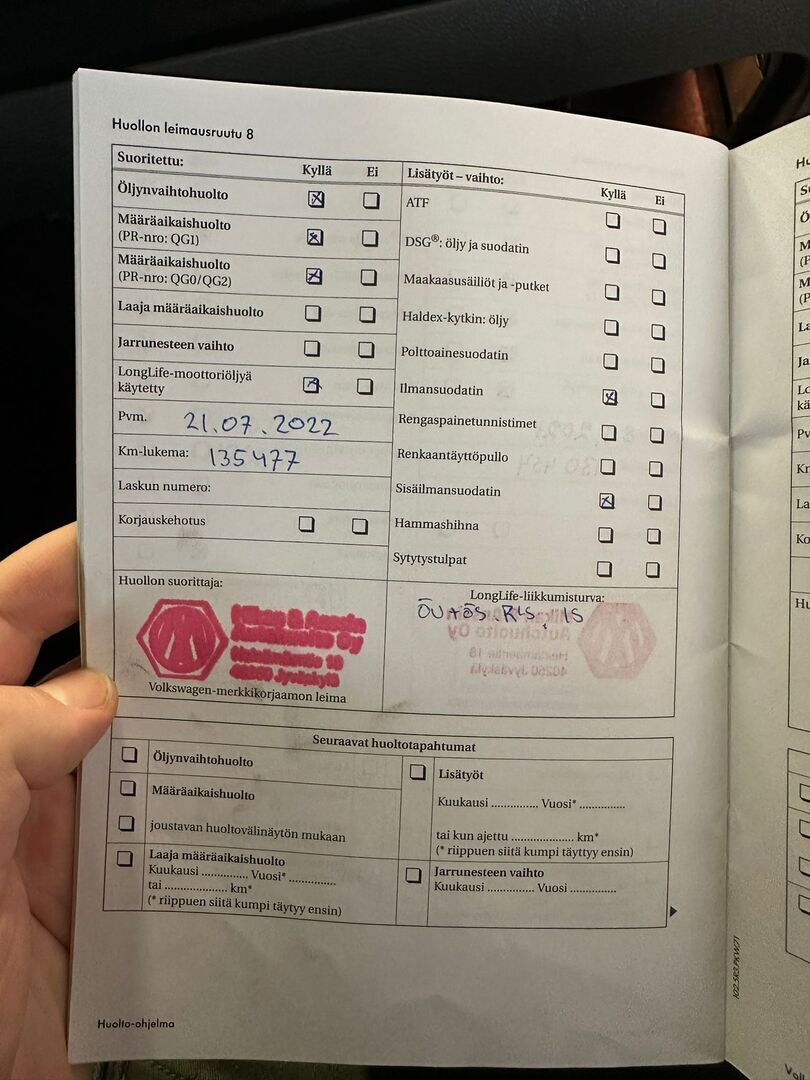 Huollon leimausruutu 8
Suoritettu: Kyllä Ei
Öljynvaihtohuolto
Määräaikaishuolto
(PR-nro: QG1)
Määräaikaishuolto
(PR-nro: QG0/QG2)
Laaja määräaikaishuolto
Jarrunesteen vaihto
LongLife-moottoriöljyä
käytetty
Pvm. 21.07.2022
Km-lukema: 135477
Laskun numero:
Korjauskehotus
Lisätyöt – vaihto: Kyllä Ei
ATF
DSG®: öljy ja suodatin
Maakaasusäiliöt ja -putket
Haldex-kytkin: öljy
Polttoainesuodatin
Ilmansuodatin
Rengaspainetunnistimet
Renkaantäyttöpullo
Sisäilmansuodatin
Hammashihna
Sytytystulpat
Huollon suorittaja:
Autohuolto Oy
40250 Jyväskylä
Volkswagen-merkkikorjaamon leima
LongLife-liikkumisturva:
Seuraavat huoltotapahtumat
Öljynvaihtohuolto
Määräaikaishuolto
joustavan huoltovälinäytön mukaan
Laaja määräaikaishuolto
Kuukausi ............... Vuosi* ...............
tai .................... km*
(* riippuen siitä kumpi täytyy ensin)
Lisätyöt
Kuukausi ............... Vuosi* ...............
tai kun ajettu .................... km*
(* riippuen siitä kumpi täyttyy ensin)
Jarrunesteen vaihto
Kuukausi ............... Vuosi ...............
Huolto-ohjelma